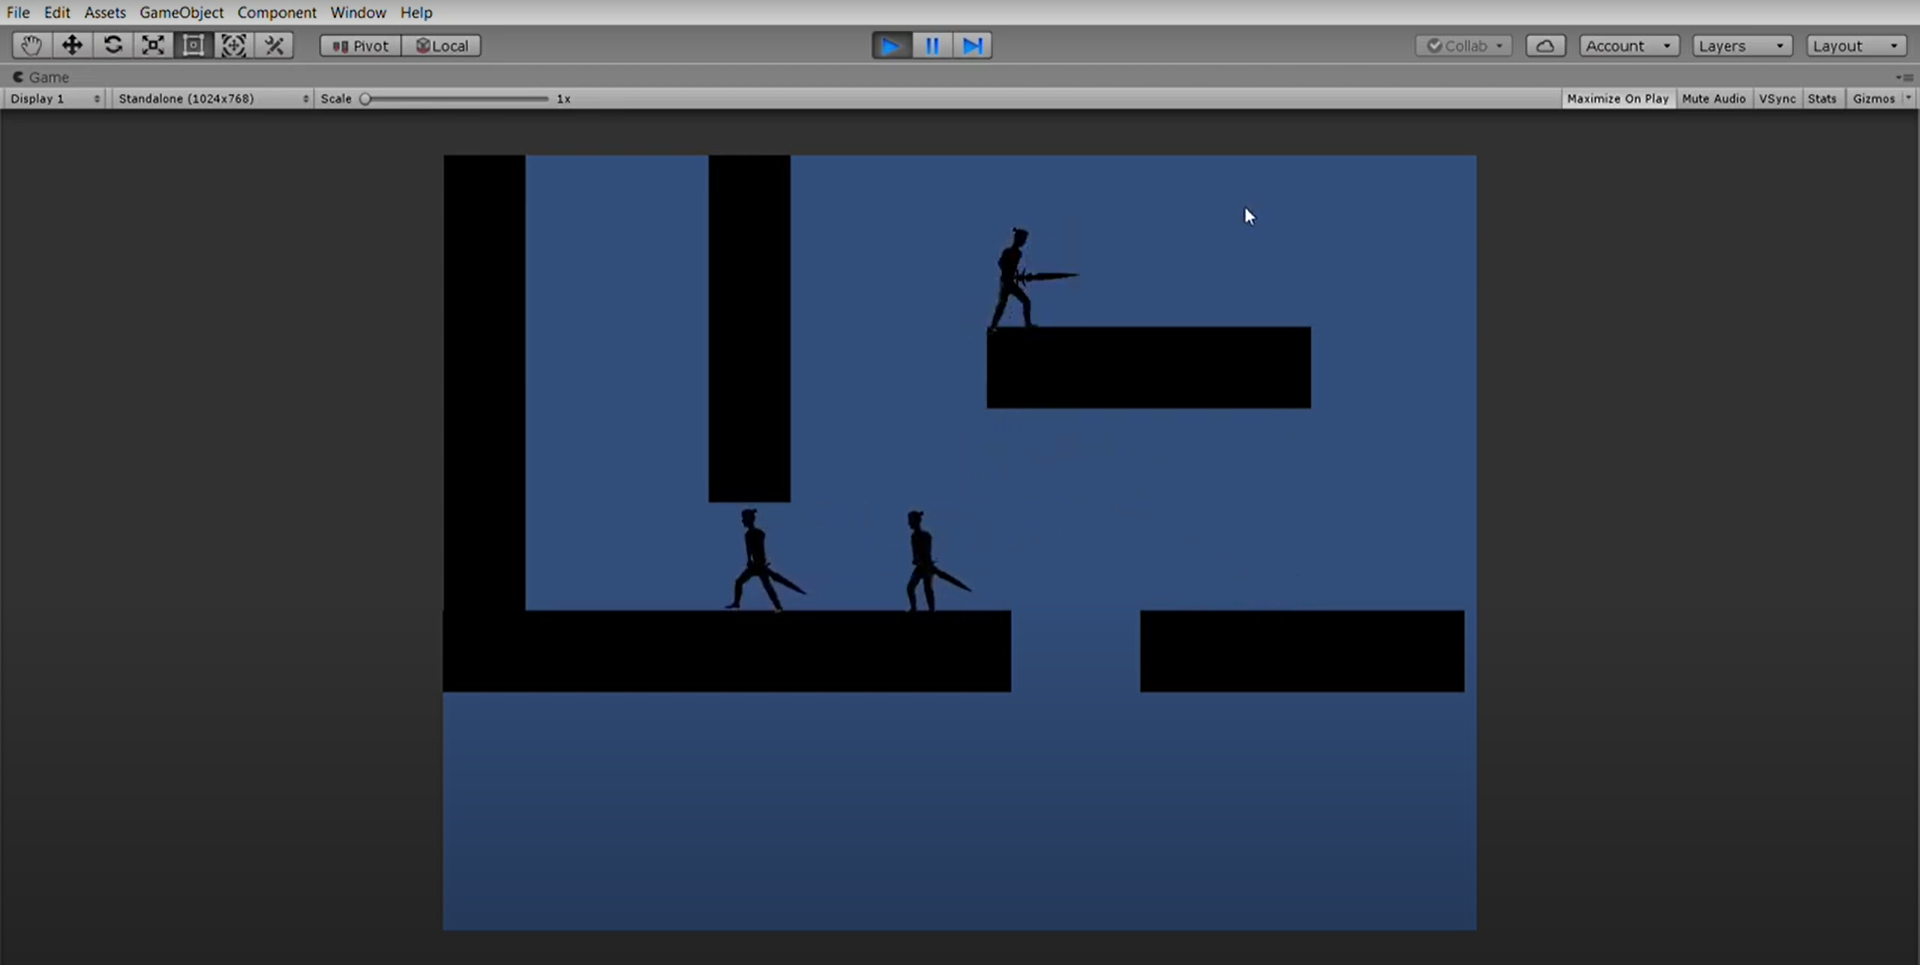 File Edit Assets GameObject Component Window Help
Pivot Local Collab Account Layers Layout
Game
Display 1 Standalone (1024x768) Scale 1x Maximize On Play Mute Audio VSync Stats Gizmos